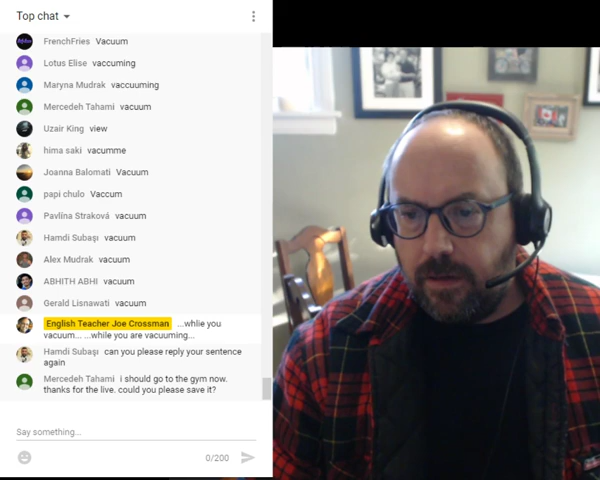 Top chat
FrenchFries Vacuum
Lotus Elise vaccuming
Maryna Mudrak vaccuuming
Mercedeh Tahami vacuum
Uzair King view
hima saki vacumme
Joanna Balomati Vacuum
papi chulo Vaccum
Pavlína Straková vacuum
Hamdi Subaşı vacuum
Alex Mudrak vacuum
ABHITH ABHI vacuum
Gerald Lisnawati vacuum
English Teacher Joe Crossman ...whlie you
vacuum... ...while you are vacuuming...
Hamdi Subaşı can you please reply your sentence
again
Mercedeh Tahami i should go to the gym now.
thanks for the live. could you please save it?
Say something...
0/200